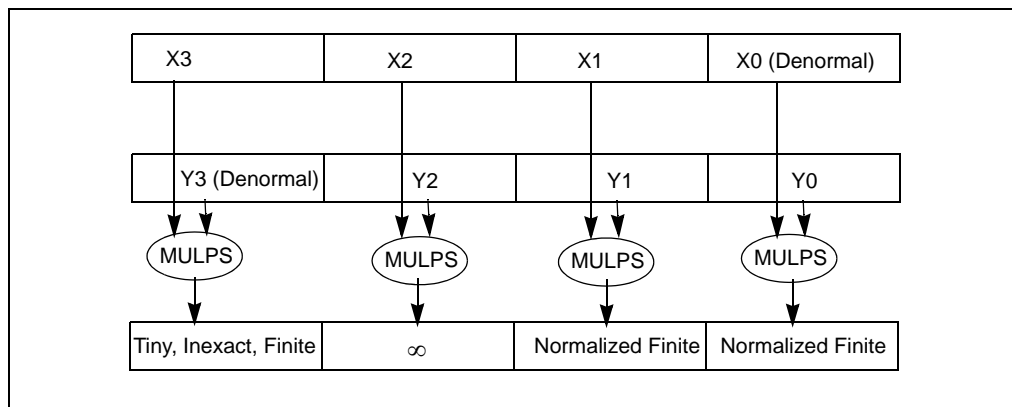 X3 X2 X1 X0 (Denormal)
Y3 (Denormal) Y2 Y1 Y0
MULPS MULPS MULPS MULPS
Tiny, Inexact, Finite ∞ Normalized Finite Normalized Finite